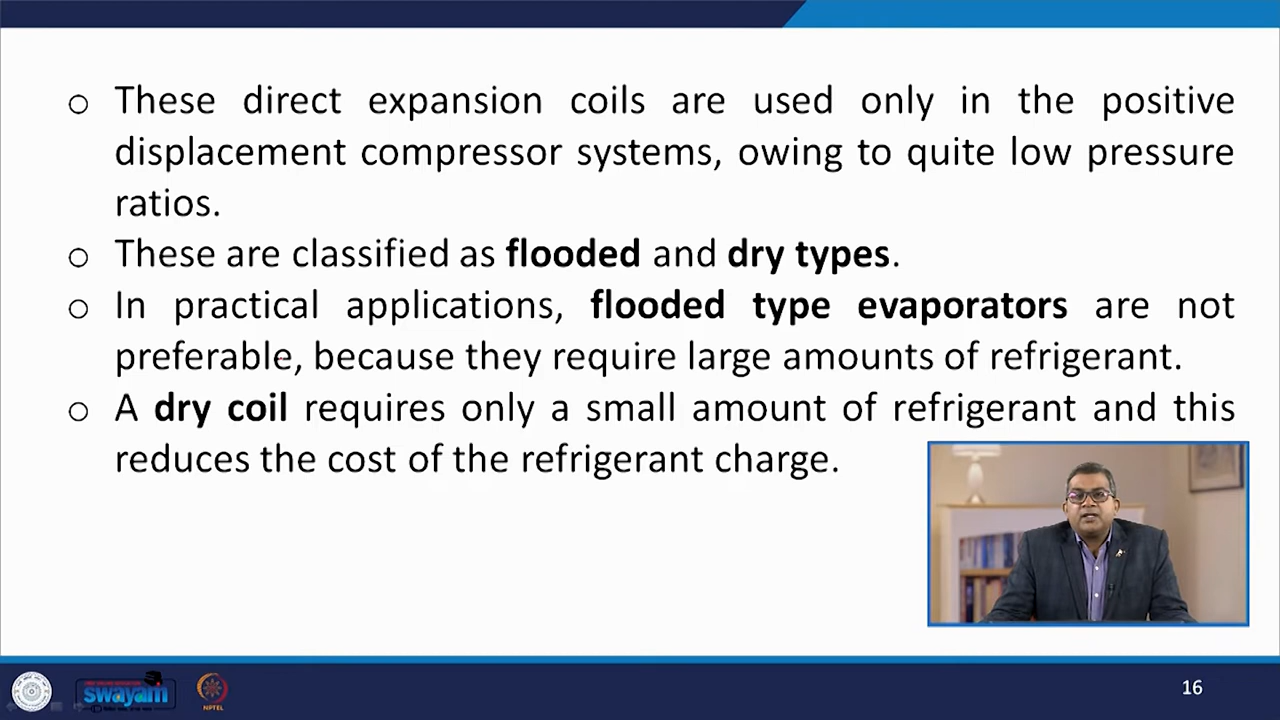 ○ These direct expansion coils are used only in the positive
displacement compressor systems, owing to quite low pressure
ratios.
○ These are classified as flooded and dry types.
○ In practical applications, flooded type evaporators are not
preferable, because they require large amounts of refrigerant.
○ A dry coil requires only a small amount of refrigerant and this
reduces the cost of the refrigerant charge.
swayam
NPTEL
16